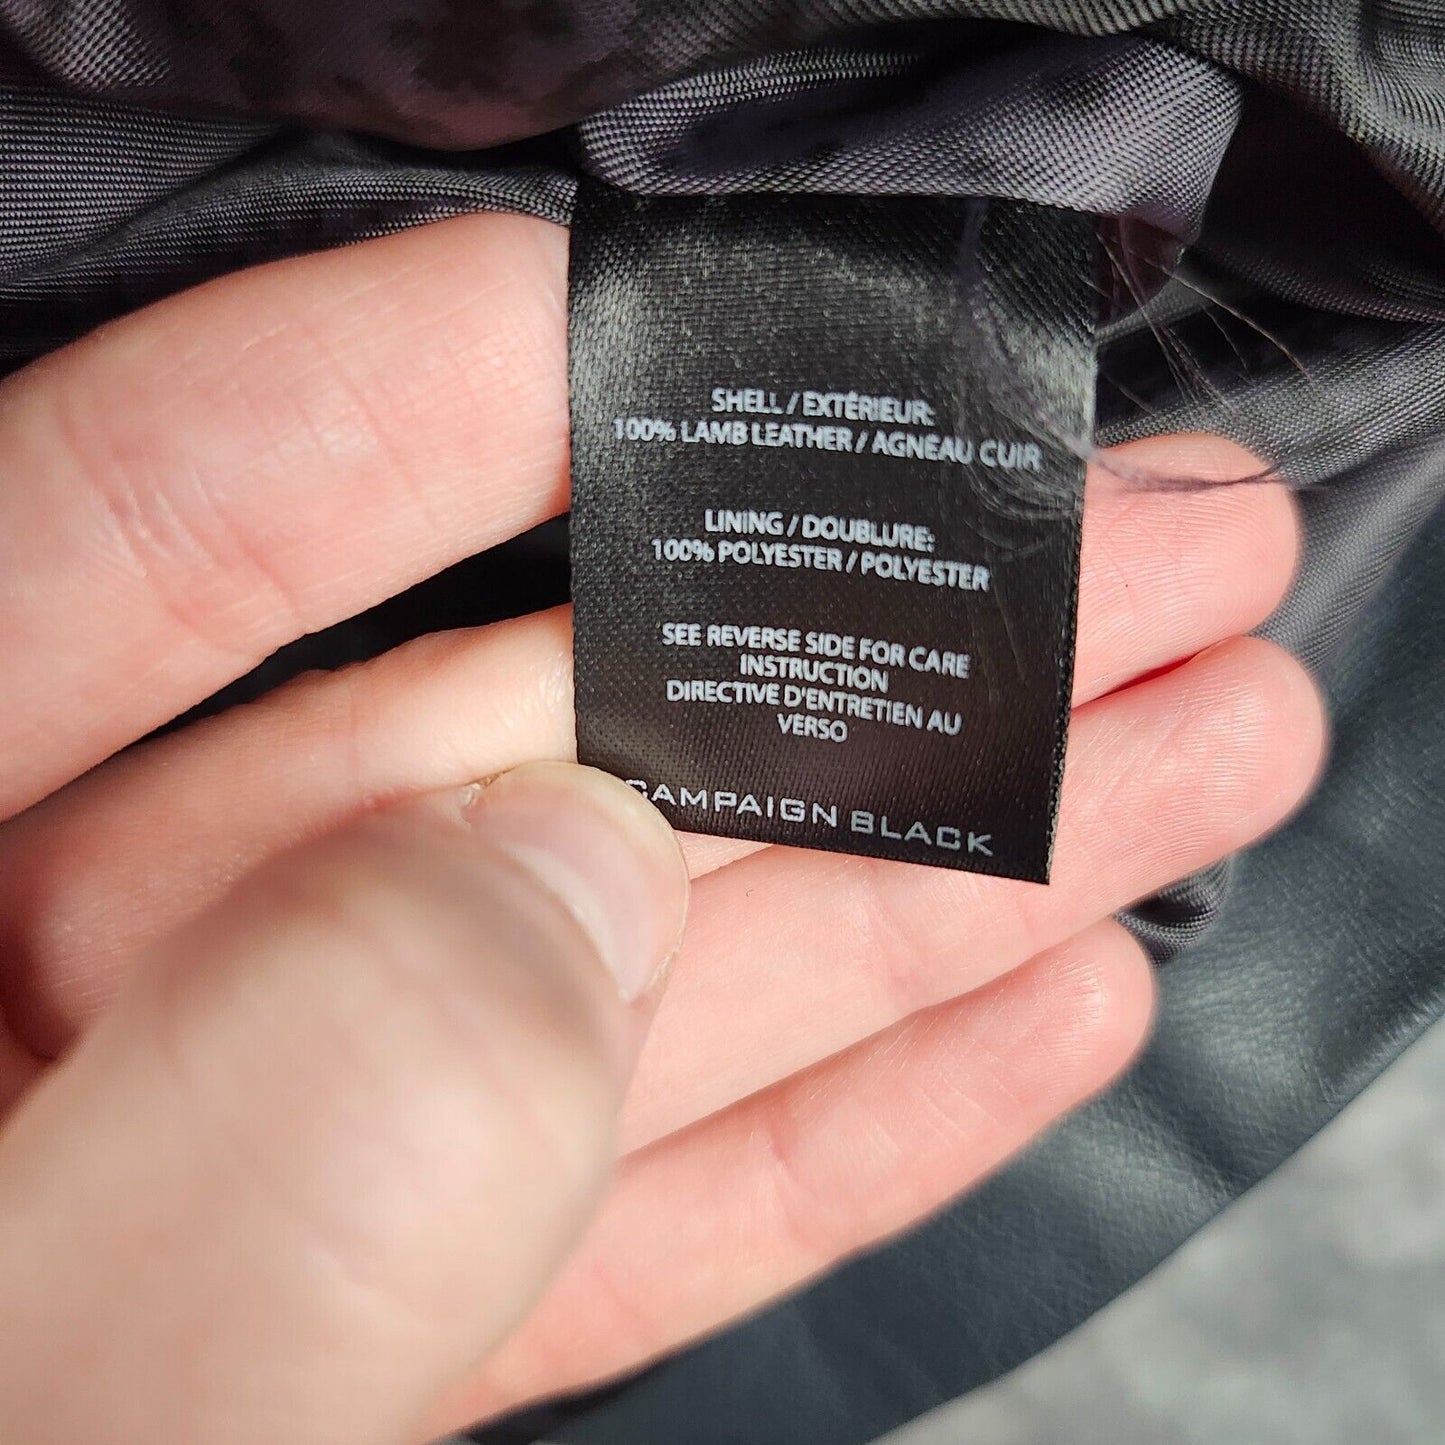 SHELL / EXTÉRIEUR:
100% LAMB LEATHER / AGNEAU CUIR
LINING / DOUBLURE:
100% POLYESTER / POLYESTER
SEE REVERSE SIDE FOR CARE
INSTRUCTION
DIRECTIVE D'ENTRETIEN AU
VERSO
CAMPAIGN BLACK